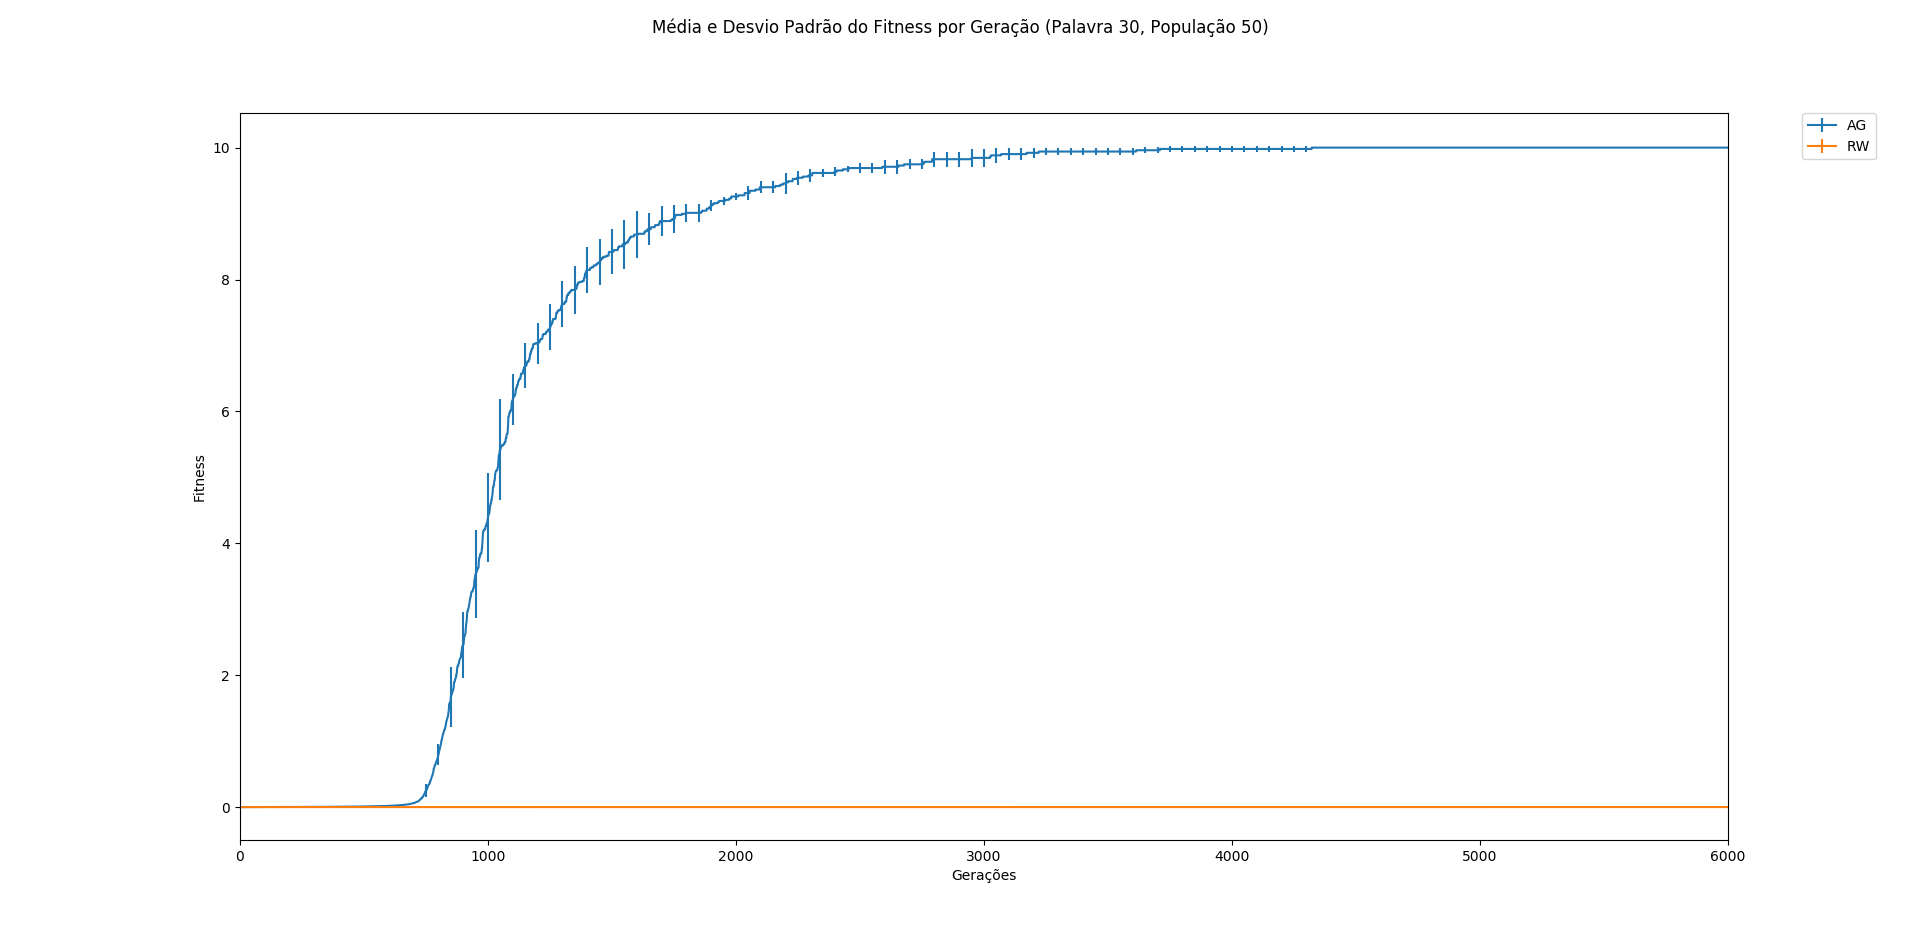 Média e Desvio Padrão do Fitness por Geração (Palavra 30, População 50)
AG
RW
10
8
6
4
2
0
Fitness
0 1000 2000 3000 4000 5000 6000
Gerações